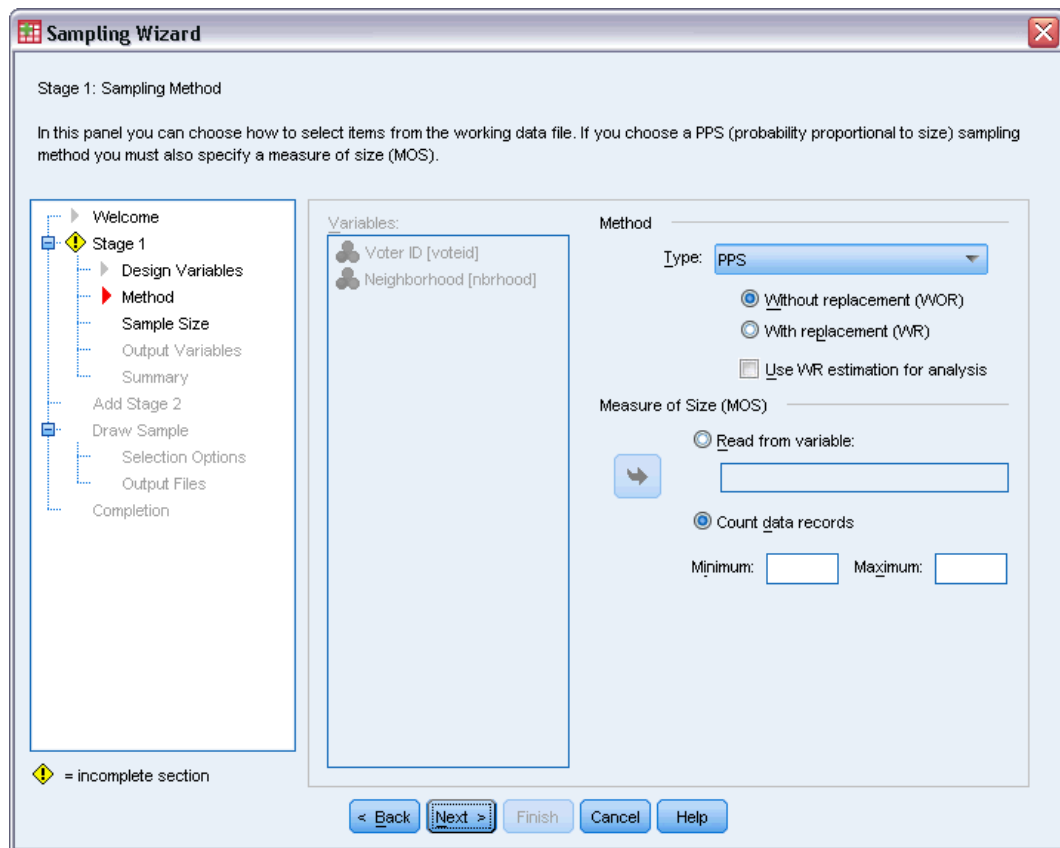 Sampling Wizard
Stage 1: Sampling Method
In this panel you can choose how to select items from the working data file. If you choose a PPS (probability proportional to size) sampling
method you must also specify a measure of size (MOS).
Welcome
Stage 1
Design Variables
Method
Sample Size
Output Variables
Summary
Add Stage 2
Draw Sample
Selection Options
Output Files
Completion
= incomplete section
Variables:
Voter ID [voteid]
Neighborhood [nbrhood]
Method
Type: PPS
Without replacement (WOR)
With replacement (WR)
Use WR estimation for analysis
Measure of Size (MOS)
Read from variable:
Count data records
Minimum: Maximum:
< Back Next > Finish Cancel Help